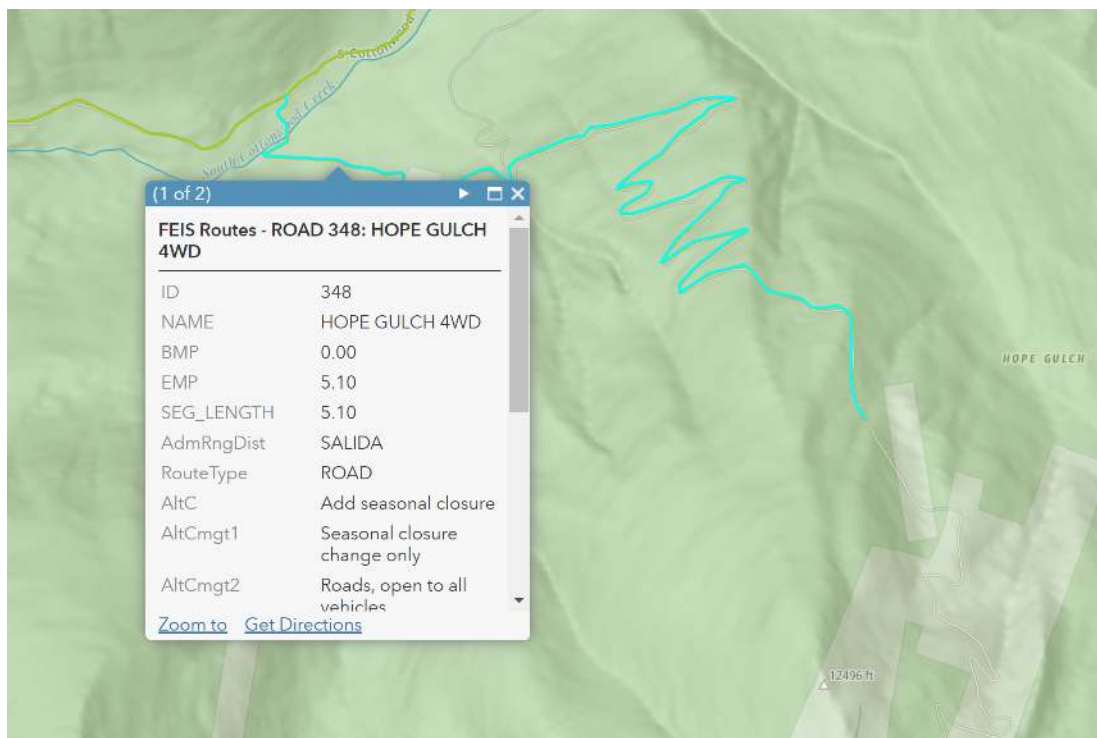 S Cottonwood
South Cottonwood Creek
(1 of 2)
FEIS Routes - ROAD 348: HOPE GULCH
4WD
ID 348
NAME HOPE GULCH 4WD
BMP 0.00
EMP 5.10
SEG_LENGTH 5.10
AdmRngDist SALIDA
RouteType ROAD
AltC Add seasonal closure
AltCmgt1 Seasonal closure
change only
AltCmgt2 Roads, open to all
vehicles
Zoom to Get Directions
HOPE GULCH
12496 ft